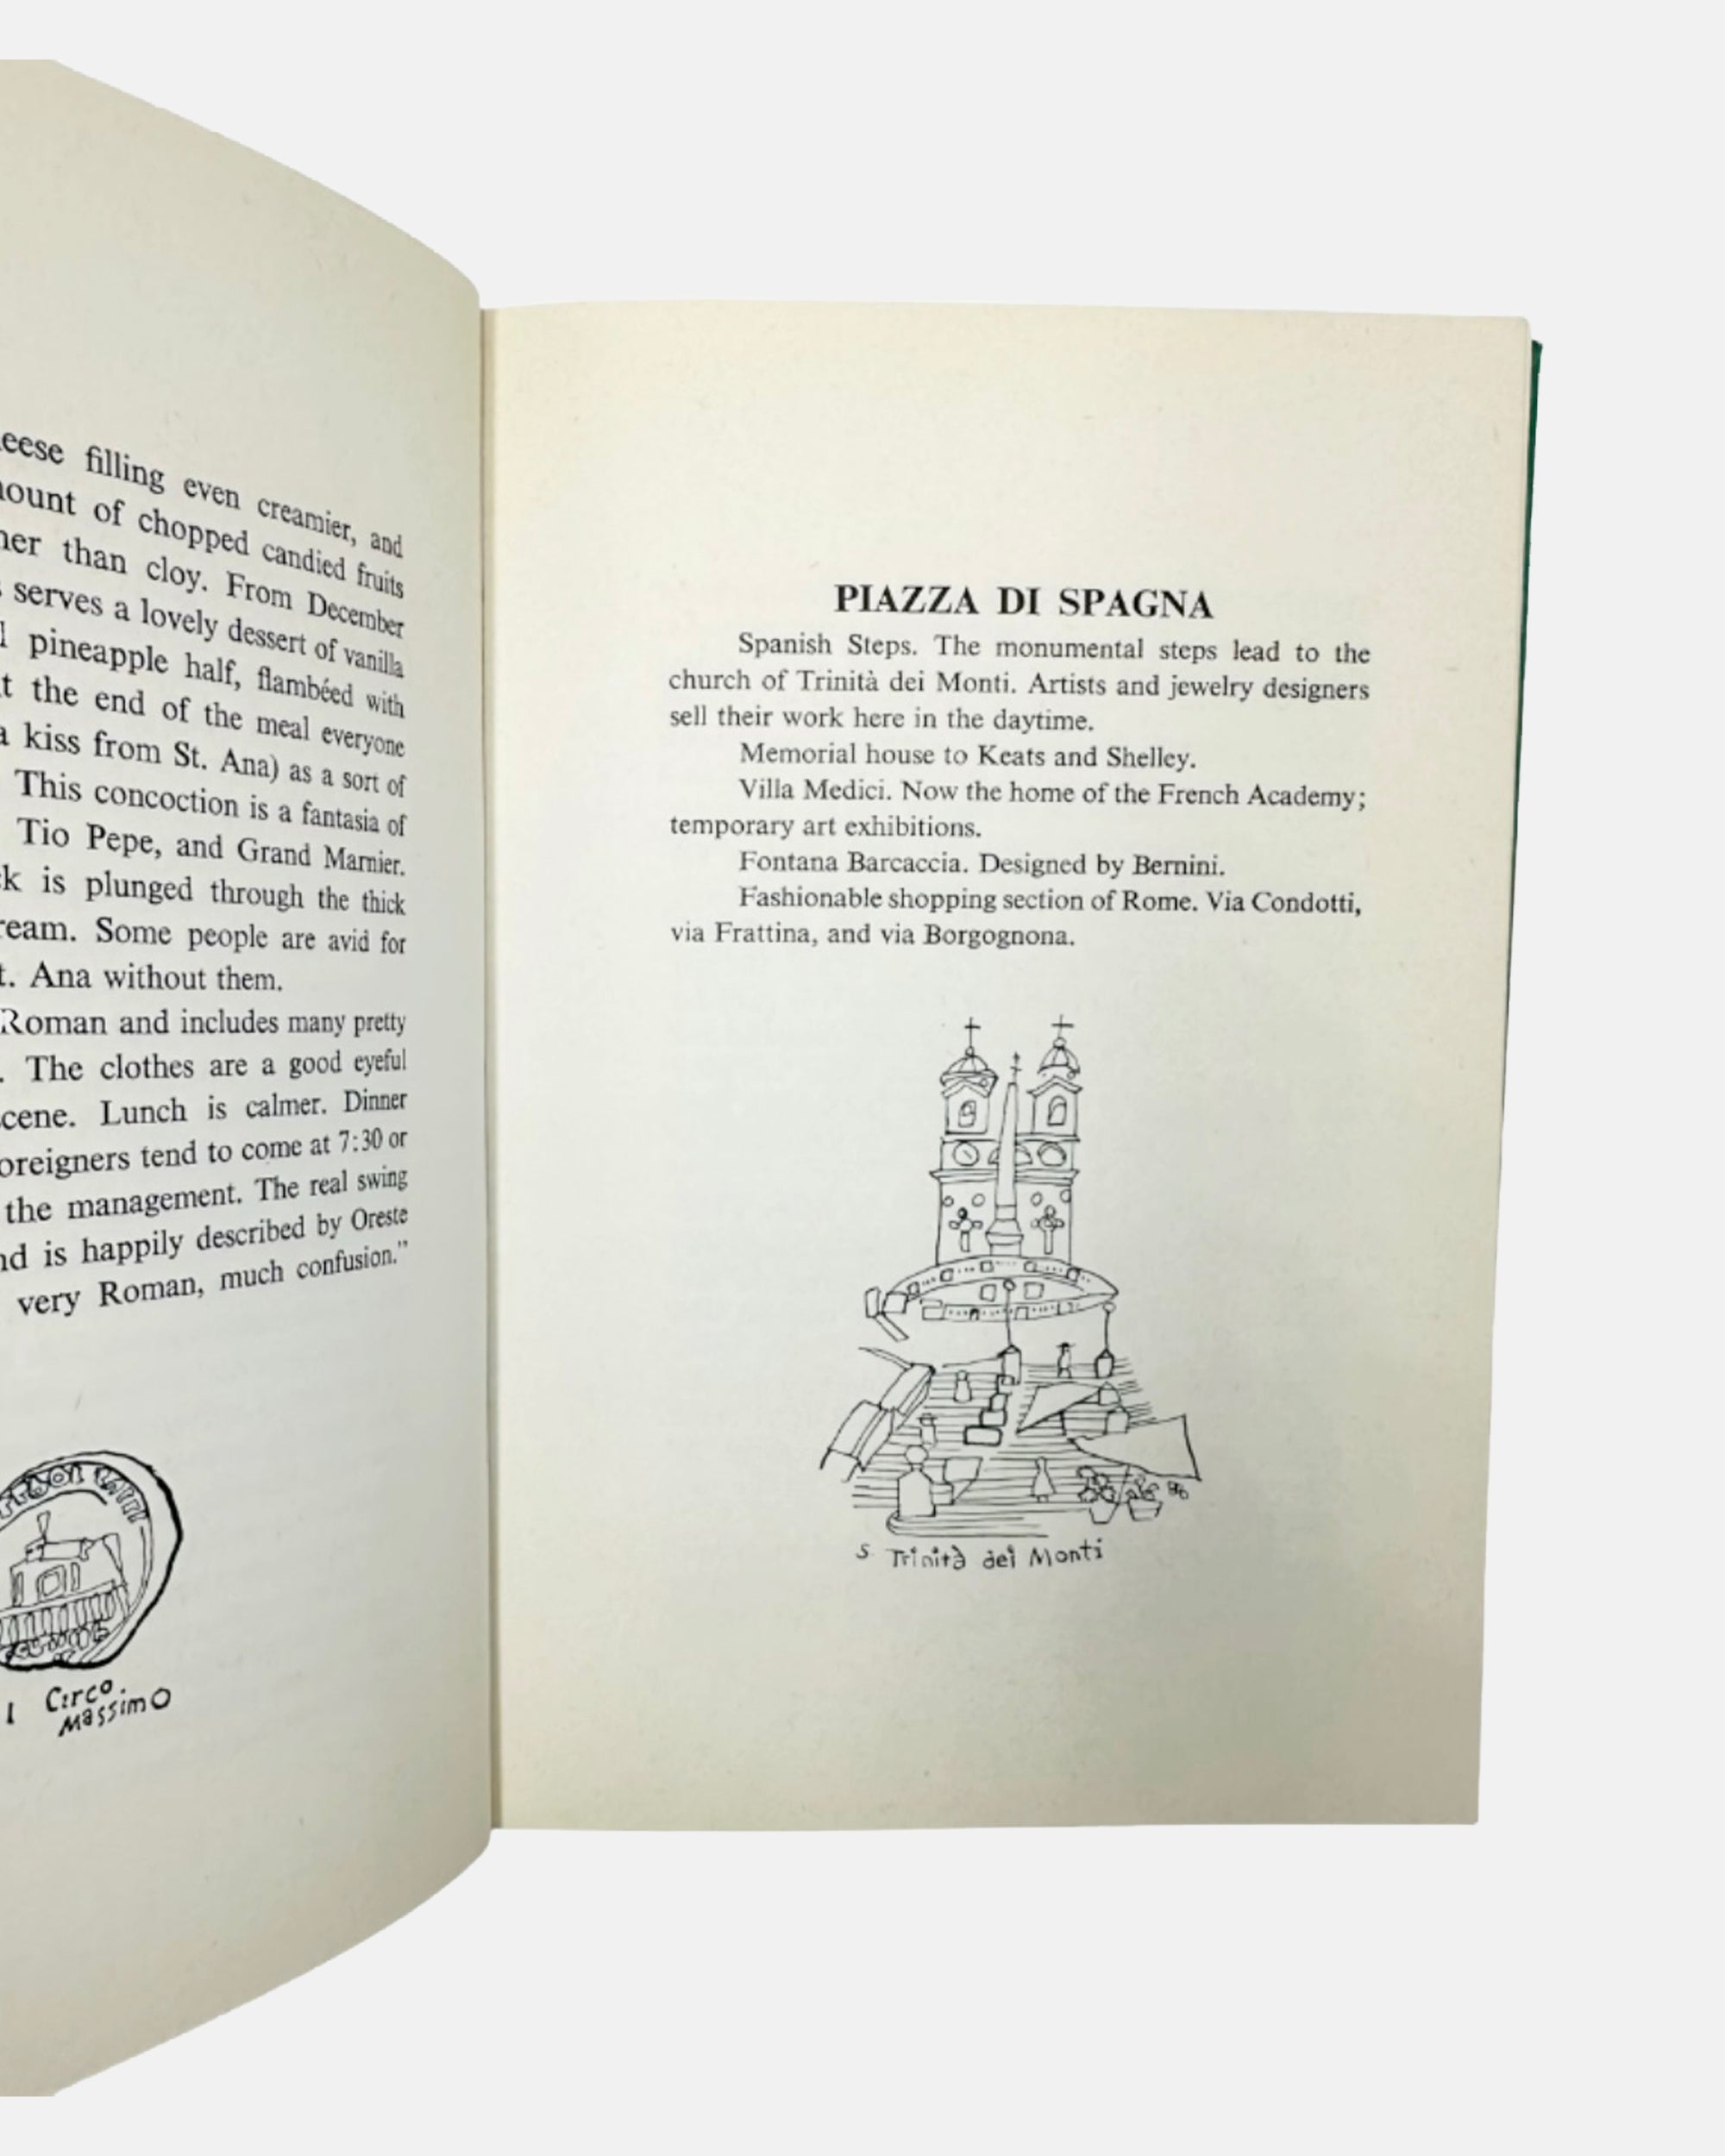 filling even creamier, and
of chopped candied fruits
than cloy. From December
serves a lovely dessert of vanilla
pineapple half, flambéed with
the end of the meal everyone
a kiss from St. Ana) as a sort of
This concoction is a fantasia of
Tio Pepe, and Grand Marnier.
is plunged through the thick
Some people are avid for
Ana without them.
Roman and includes many pretty
The clothes are a good eyeful
Lunch is calmer. Dinner
tend to come at 7:30 or
the management. The real swing
is happily described by Oreste
very Roman, much confusion."
Circo.
Massimo
PIAZZA DI SPAGNA
Spanish Steps. The monumental steps lead to the
church of Trinità dei Monti. Artists and jewelry designers
sell their work here in the daytime.
Memorial house to Keats and Shelley.
Villa Medici. Now the home of the French Academy;
temporary art exhibitions.
Fontana Barcaccia. Designed by Bernini.
Fashionable shopping section of Rome. Via Condotti,
via Frattina, and via Borgognona.
S. Trinità dei Monti